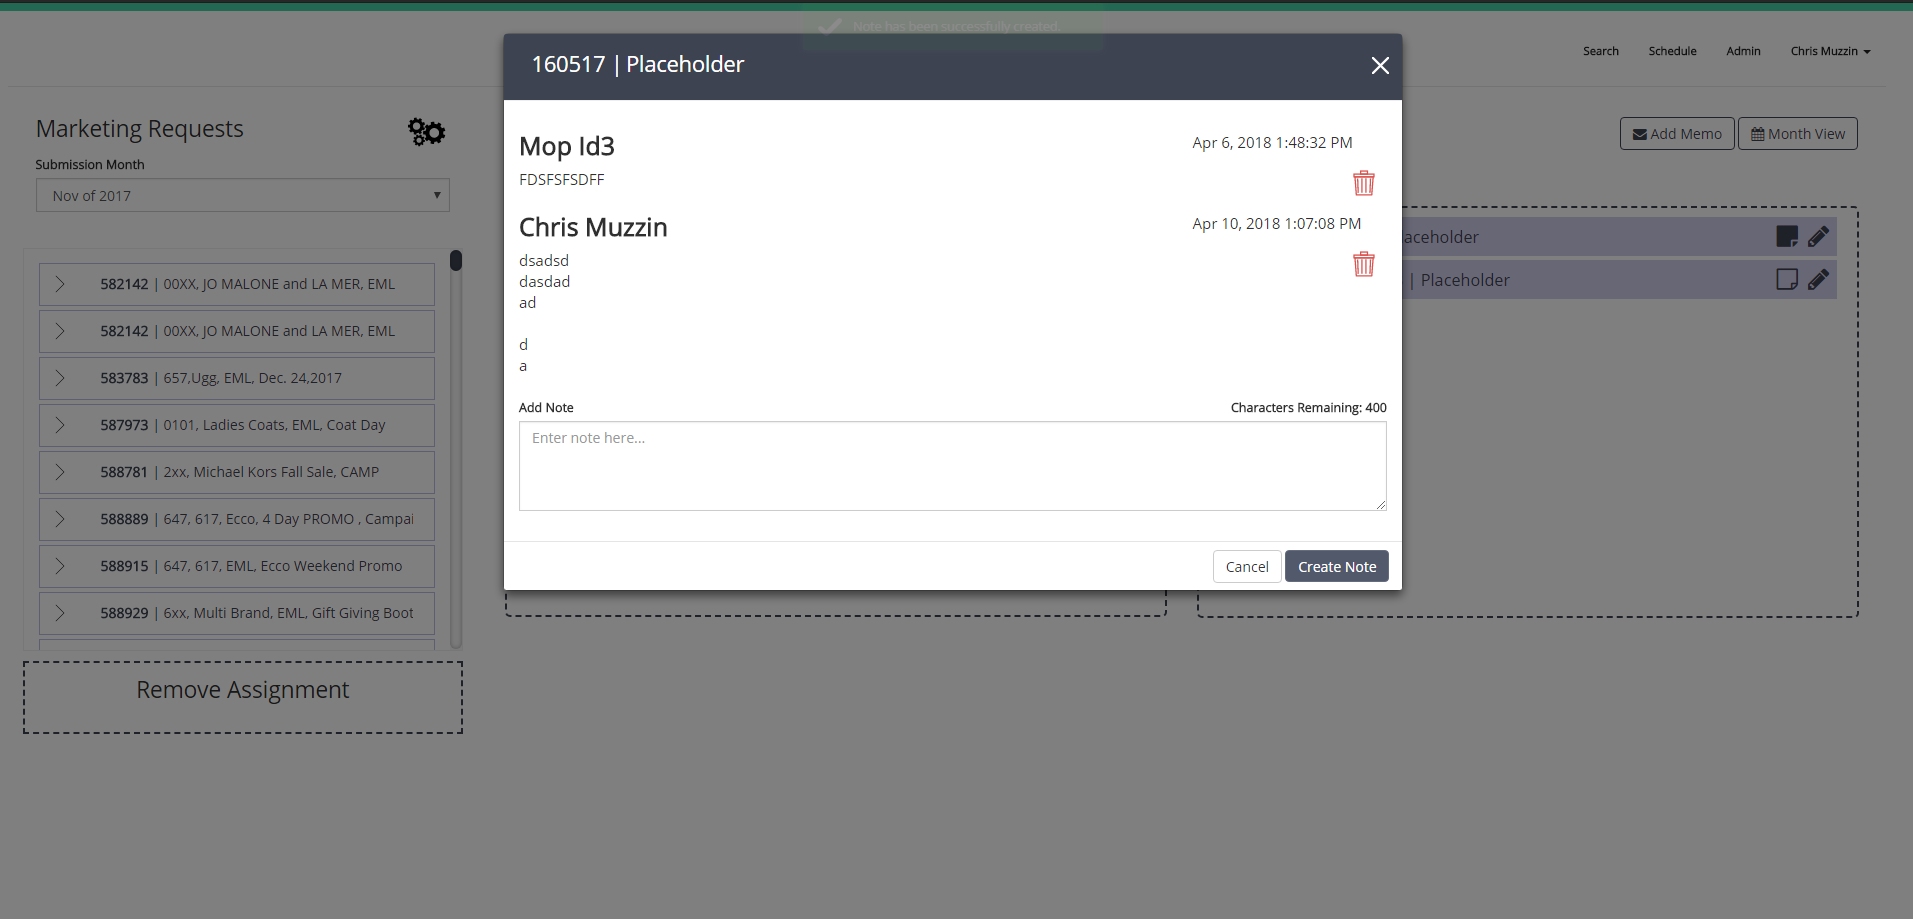 Note has been successfully created.
Search
Schedule
Admin
Chris Muzzin
160517 | Placeholder
Marketing Requests
Submission Month
Nov of 2017
582142 | 00XX, JO MALONE and LA MER, EML
582142 | 00XX, JO MALONE and LA MER, EML
583783 | 657,Ugg, EML, Dec. 24,2017
587973 | 0101, Ladies Coats, EML, Coat Day
588781 | 2xx, Michael Kors Fall Sale, CAMP
588889 | 647, 617, Ecco, 4 Day PROMO , Campai
588915 | 647, 617, EML, Ecco Weekend Promo
588929 | 6xx, Multi Brand, EML, Gift Giving Boot
Remove Assignment
Mop Id3
Apr 6, 2018 1:48:32 PM
FDSFSFSDFF
Chris Muzzin
Apr 10, 2018 1:07:08 PM
dsadsd
dasdad
ad
d
a
Add Note
Characters Remaining: 400
Enter note here...
Cancel
Create Note
Add Memo
Month View
laceholder
| Placeholder